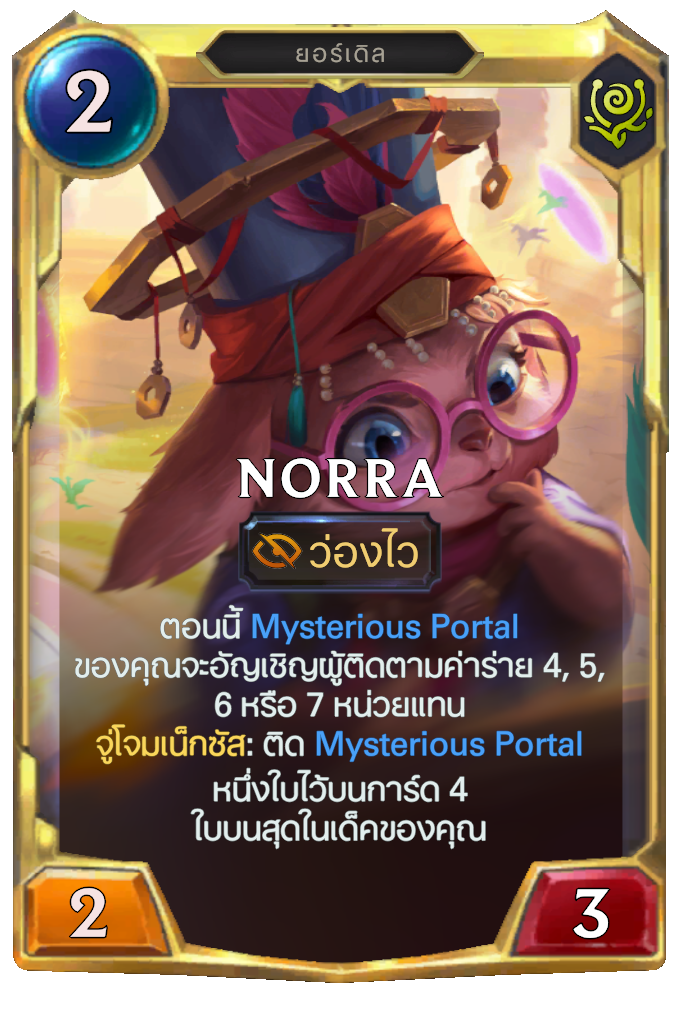 ยอร์เดิล
2
NORRA
ว่องไว
ตอนนี้ Mysterious Portal
ของคุณจะอัญเชิญผู้ติดตามค่าร่าย 4, 5,
6 หรือ 7 หน่วยแทน
จู่โจมเน็กซัส: ติด Mysterious Portal
หนึ่งใบไว้บนการ์ด 4
ใบบนสุดในเด็คของคุณ
2
3